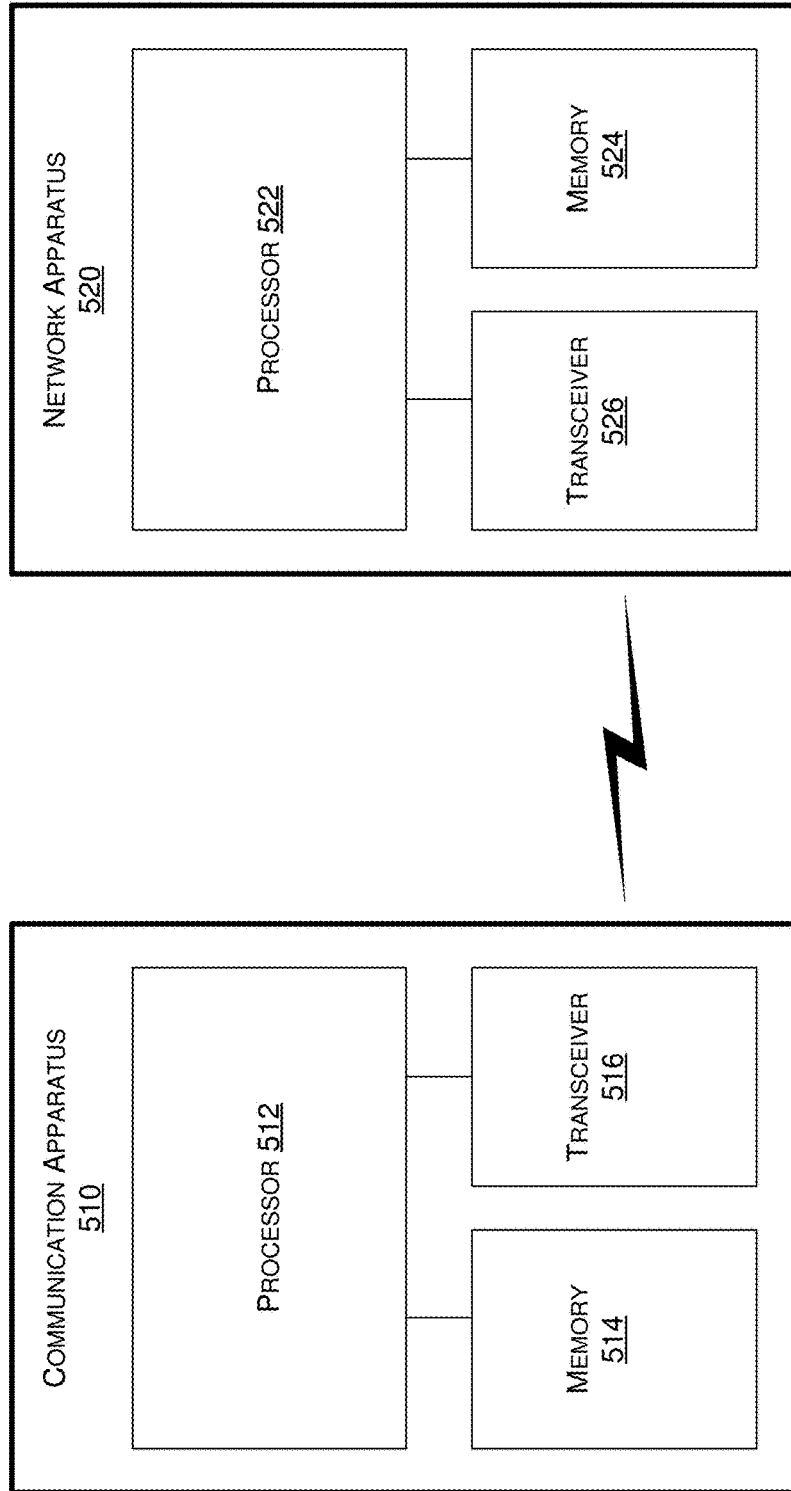 COMMUNICATION APPARATUS
510
PROCESSOR 512
MEMORY
514
TRANSCEIVER
516
NETWORK APPARATUS
520
PROCESSOR 522
TRANSCEIVER
526
MEMORY
524